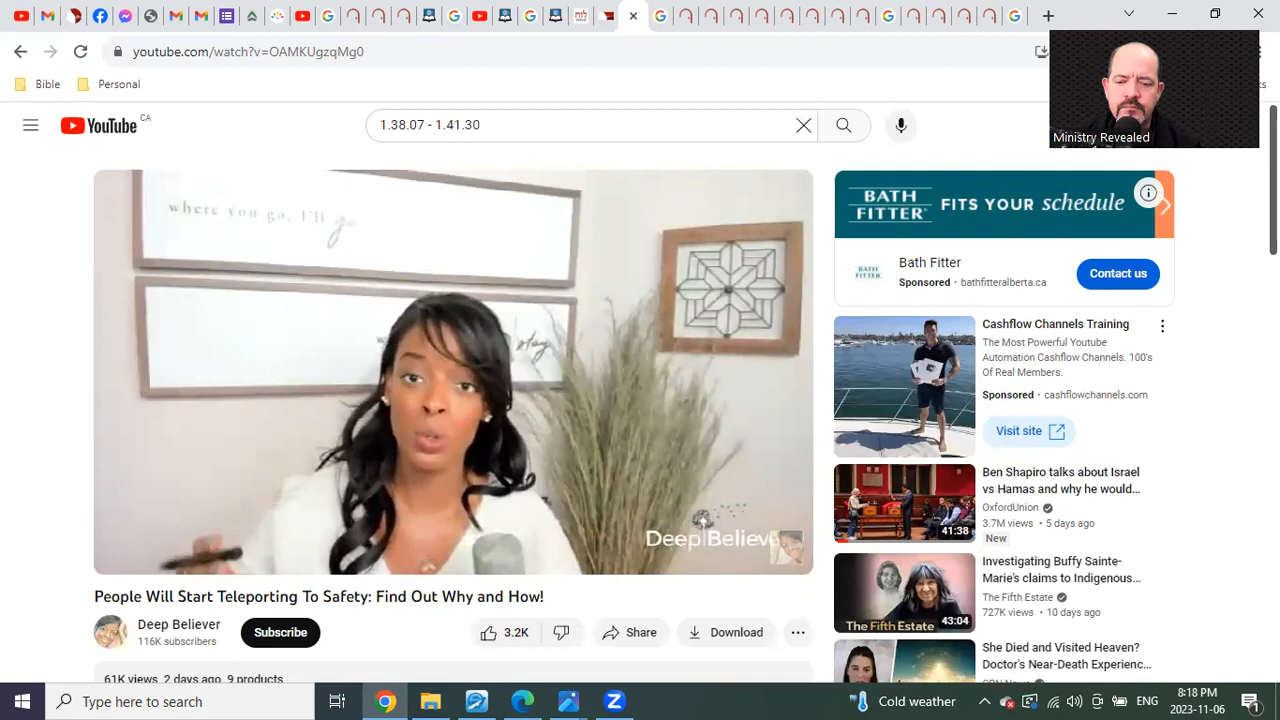 youtube.com/watch?v=OAMKUgzqMg0
Bible
Personal
YouTube
CA
1.38.07 - 1.41.30
Ministry Revealed
where you go, I'll go
stay
Deep Believe
BATH FITTER
FITS YOUR schedule
BATH FITTER
Bath Fitter
Sponsored · bathfitteralberta.ca
Contact us
Cashflow Channels Training
The Most Powerful Youtube
Automation Cashflow Channels. 100's
Of Real Members.
Sponsored · cashflowchannels.com
Visit site
Ben Shapiro talks about Israel
vs Hamas and why he would...
OxfordUnion
3.7M views · 5 days ago
New
41:38
Investigating Buffy Sainte-
Marie's claims to Indigenous...
The Fifth Estate
727K views · 10 days ago
The Fifth Estate
43:04
She Died and Visited Heaven?
Doctor's Near-Death Experienc...
People Will Start Teleporting To Safety: Find Out Why and How!
Deep Believer
116K subscribers
Subscribe
3.2K
Share
Download
61K views 2 days ago 9 products
Type here to search
Cold weather
ENG
8:18 PM
2023-11-06
1